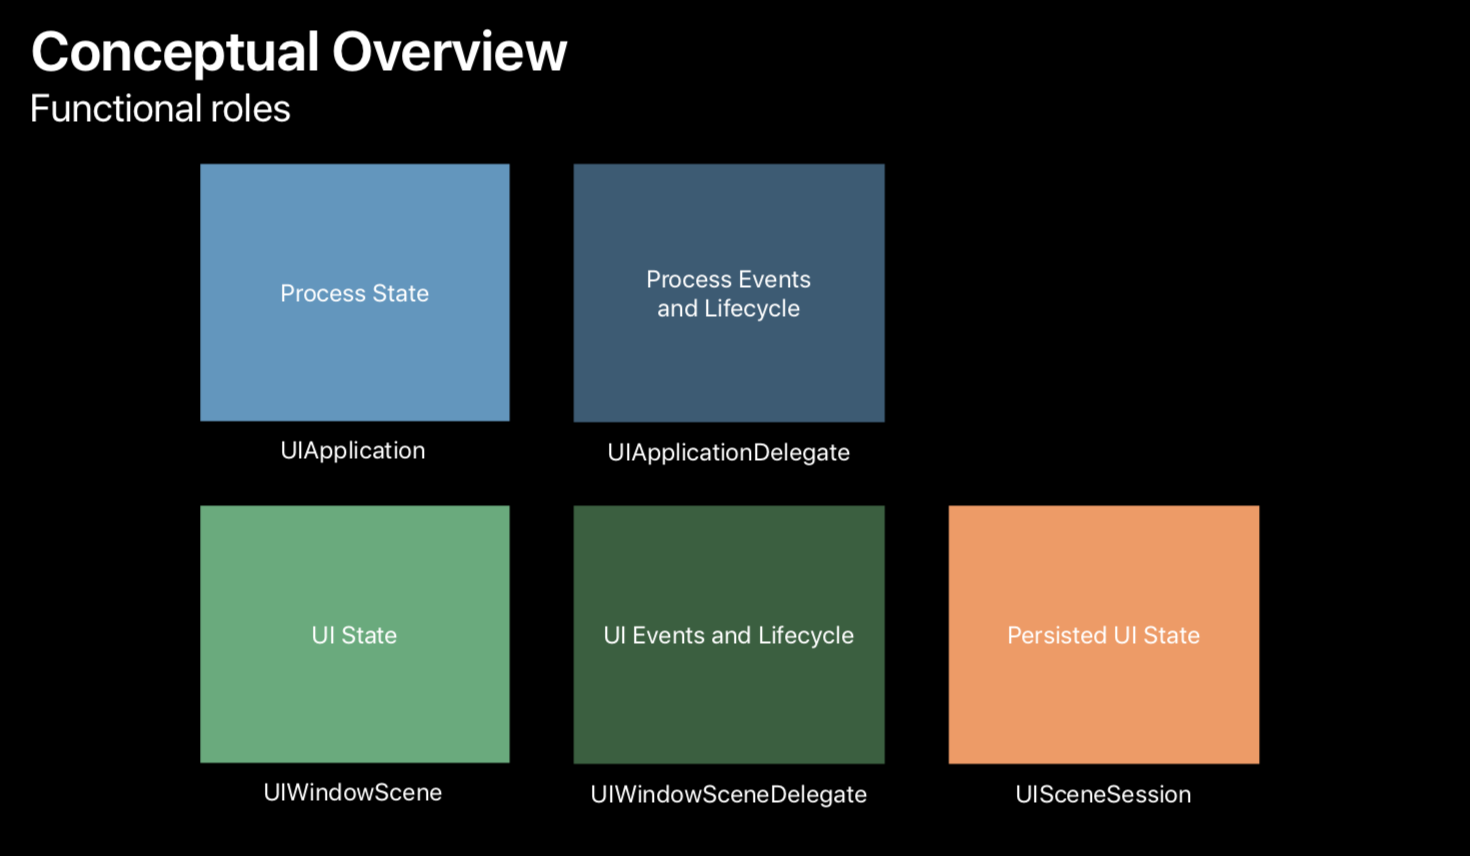 Conceptual Overview
Functional roles
Process State
Process Events
and Lifecycle
UIApplication
UIApplicationDelegate
UI State
UI Events and Lifecycle
Persisted UI State
UIWindowScene
UIWindowSceneDelegate
UISceneSession